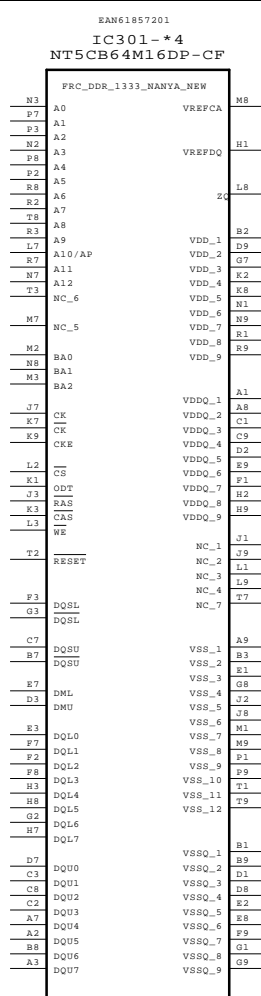 EAN61857201
IC301-*4
NT5CB64M16DP-CF
FRC_DDR_1333_NANYA_NEW
N3 A0 VREFCA M8
P7 A1
P3 A2
N2 A3 VREFDQ H1
P8 A4
P2 A5
R8 A6 ZQ L8
R2 A7
T8 A8
R3 A9 VDD_1 B2
L7 A10/AP VDD_2 D9
R7 A11 VDD_3 G7
N7 A12 VDD_4 K2
T3 NC_6 VDD_5 K8
VDD_6 N1
M7 NC_5 VDD_7 N9
VDD_8 R1
M2 BA0 VDD_9 R9
N8 BA1
M3 BA2
VDDQ_1 A1
J7 CK VDDQ_2 A8
K7 CK VDDQ_3 C1
K9 CKE VDDQ_4 C9
VDDQ_5 D2
L2 CS VDDQ_6 E9
K1 ODT VDDQ_7 F1
J3 RAS VDDQ_8 H2
K3 CAS VDDQ_9 H9
L3 WE
NC_1 J1
T2 RESET NC_2 J9
NC_3 L1
NC_4 L9
F3 DQSL NC_7 T7
G3 DQSL
C7 DQSU VSS_1 A9
B7 DQSU VSS_2 B3
VSS_3 E1
E7 DML VSS_4 G8
D3 DMU VSS_5 J2
VSS_6 J8
E3 DQL0 VSS_7 M1
F7 DQL1 VSS_8 M9
F2 DQL2 VSS_9 P1
F8 DQL3 VSS_10 P9
H3 DQL4 VSS_11 T1
H8 DQL5 VSS_12 T9
G2 DQL6
H7 DQL7
VSSQ_1 B1
D7 DQU0 VSSQ_2 B9
C3 DQU1 VSSQ_3 D1
C8 DQU2 VSSQ_4 D8
C2 DQU3 VSSQ_5 E2
A7 DQU4 VSSQ_6 E8
A2 DQU5 VSSQ_7 F9
B8 DQU6 VSSQ_8 G1
A3 DQU7 VSSQ_9 G9